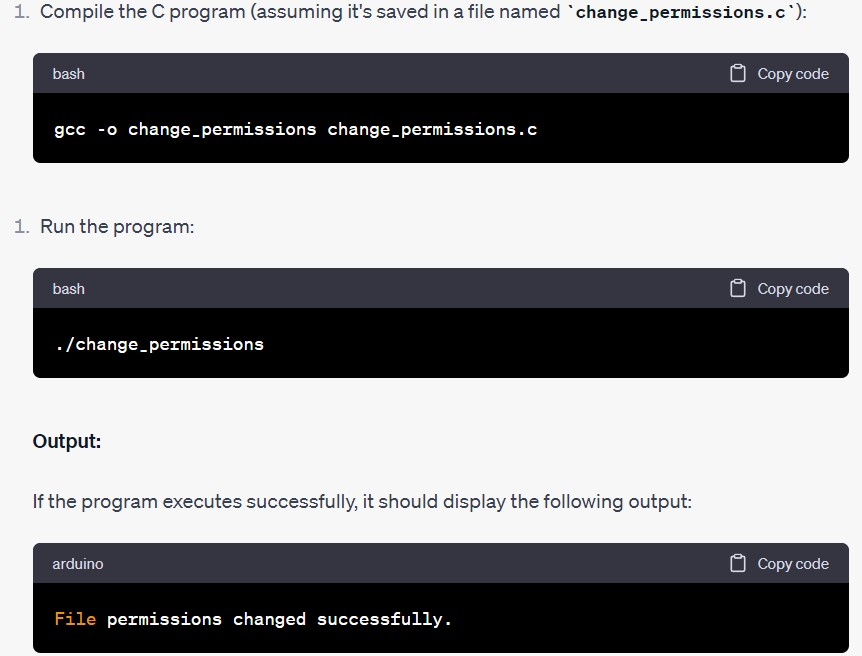 1. Compile the C program (assuming it's saved in a file named `change_permissions.c`):
bash
Copy code
gcc -o change_permissions change_permissions.c
1. Run the program:
bash
Copy code
./change_permissions
Output:
If the program executes successfully, it should display the following output:
arduino
Copy code
File permissions changed successfully.